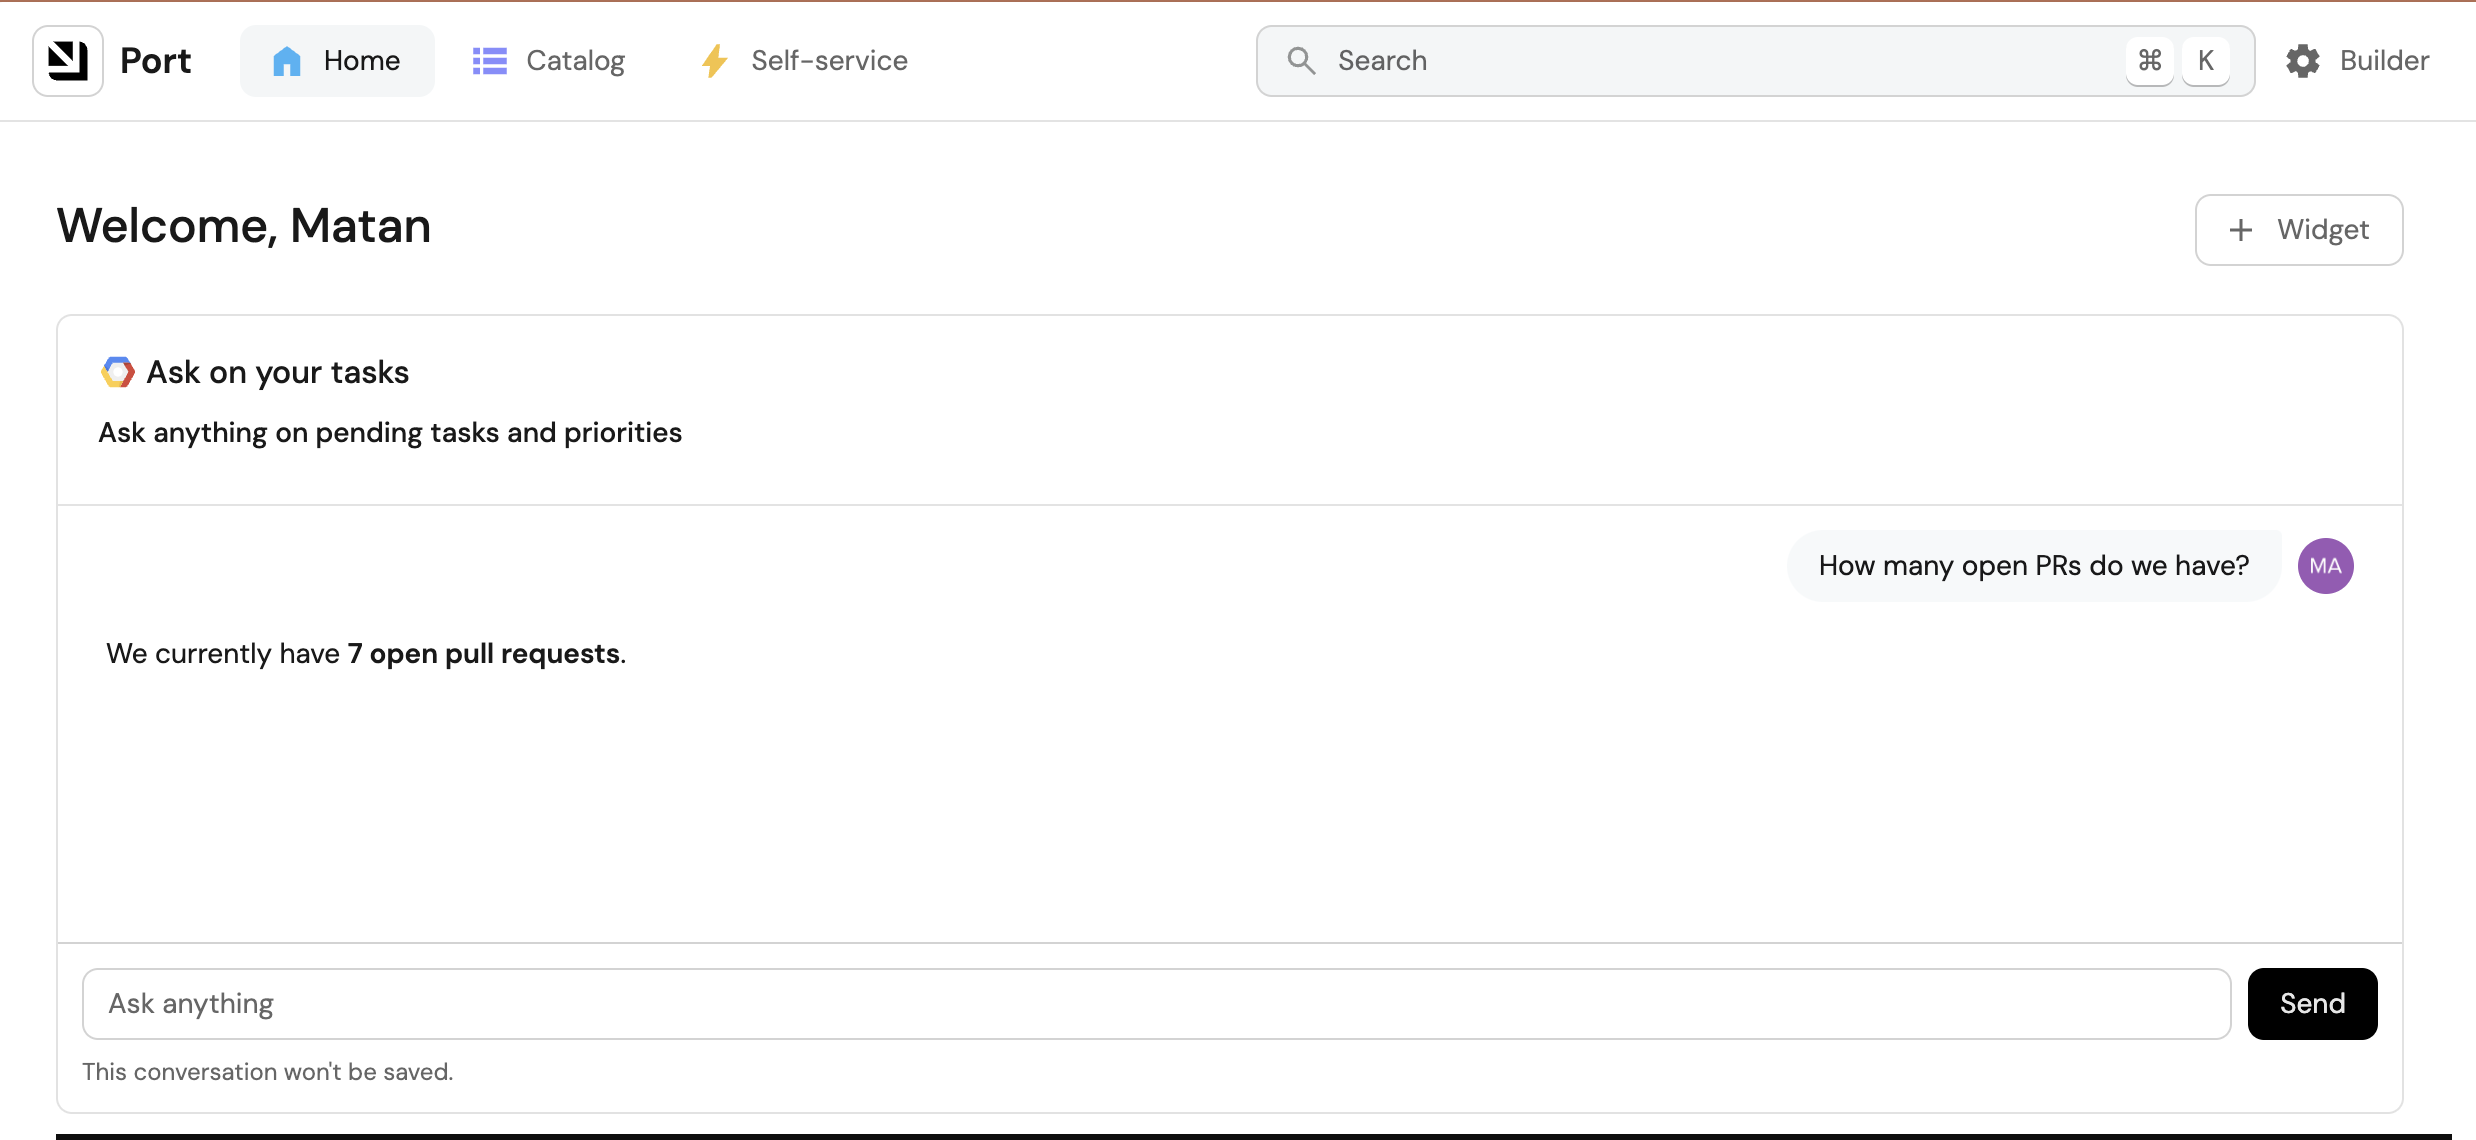 Port
Home
Catalog
Self-service
Search
⌘ K
Builder
Welcome, Matan
+ Widget
Ask on your tasks
Ask anything on pending tasks and priorities
How many open PRs do we have?
MA
We currently have 7 open pull requests.
Ask anything
Send
This conversation won't be saved.